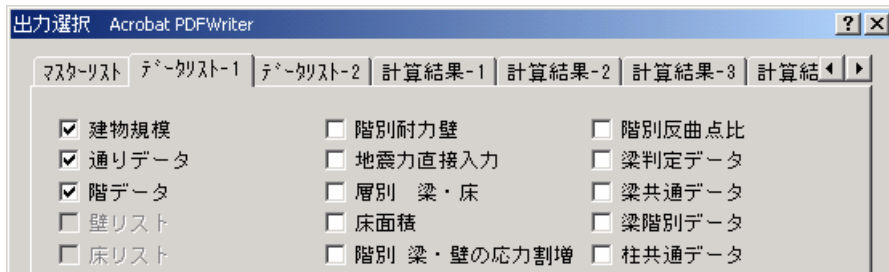 出力選択 Acrobat PDFWriter
マスターリスト データリスト-1 データリスト-2 計算結果-1 計算結果-2 計算結果-3 計算結
建物規模 階別耐力壁 階別反曲点比
通りデータ 地震力直接入力 梁判定データ
階データ 層別 梁・床 梁共通データ
壁リスト 床面積 梁階別データ
床リスト 階別 梁・壁の応力割増 柱共通データ